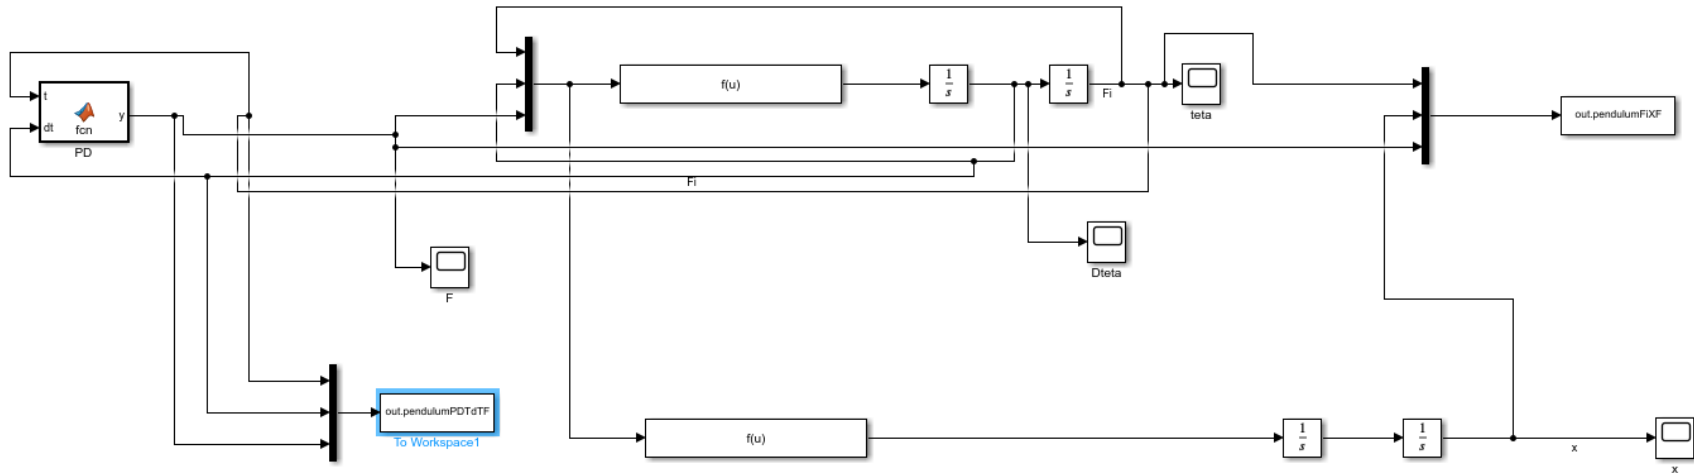 t
dt
y
fcn
PD
f(u)
1
s
1
s
Fi
teta
out.pendulumFiXF
Fi
Dteta
F
out.pendulumPDTdTF
To Workspace1
f(u)
1
s
1
s
x
x